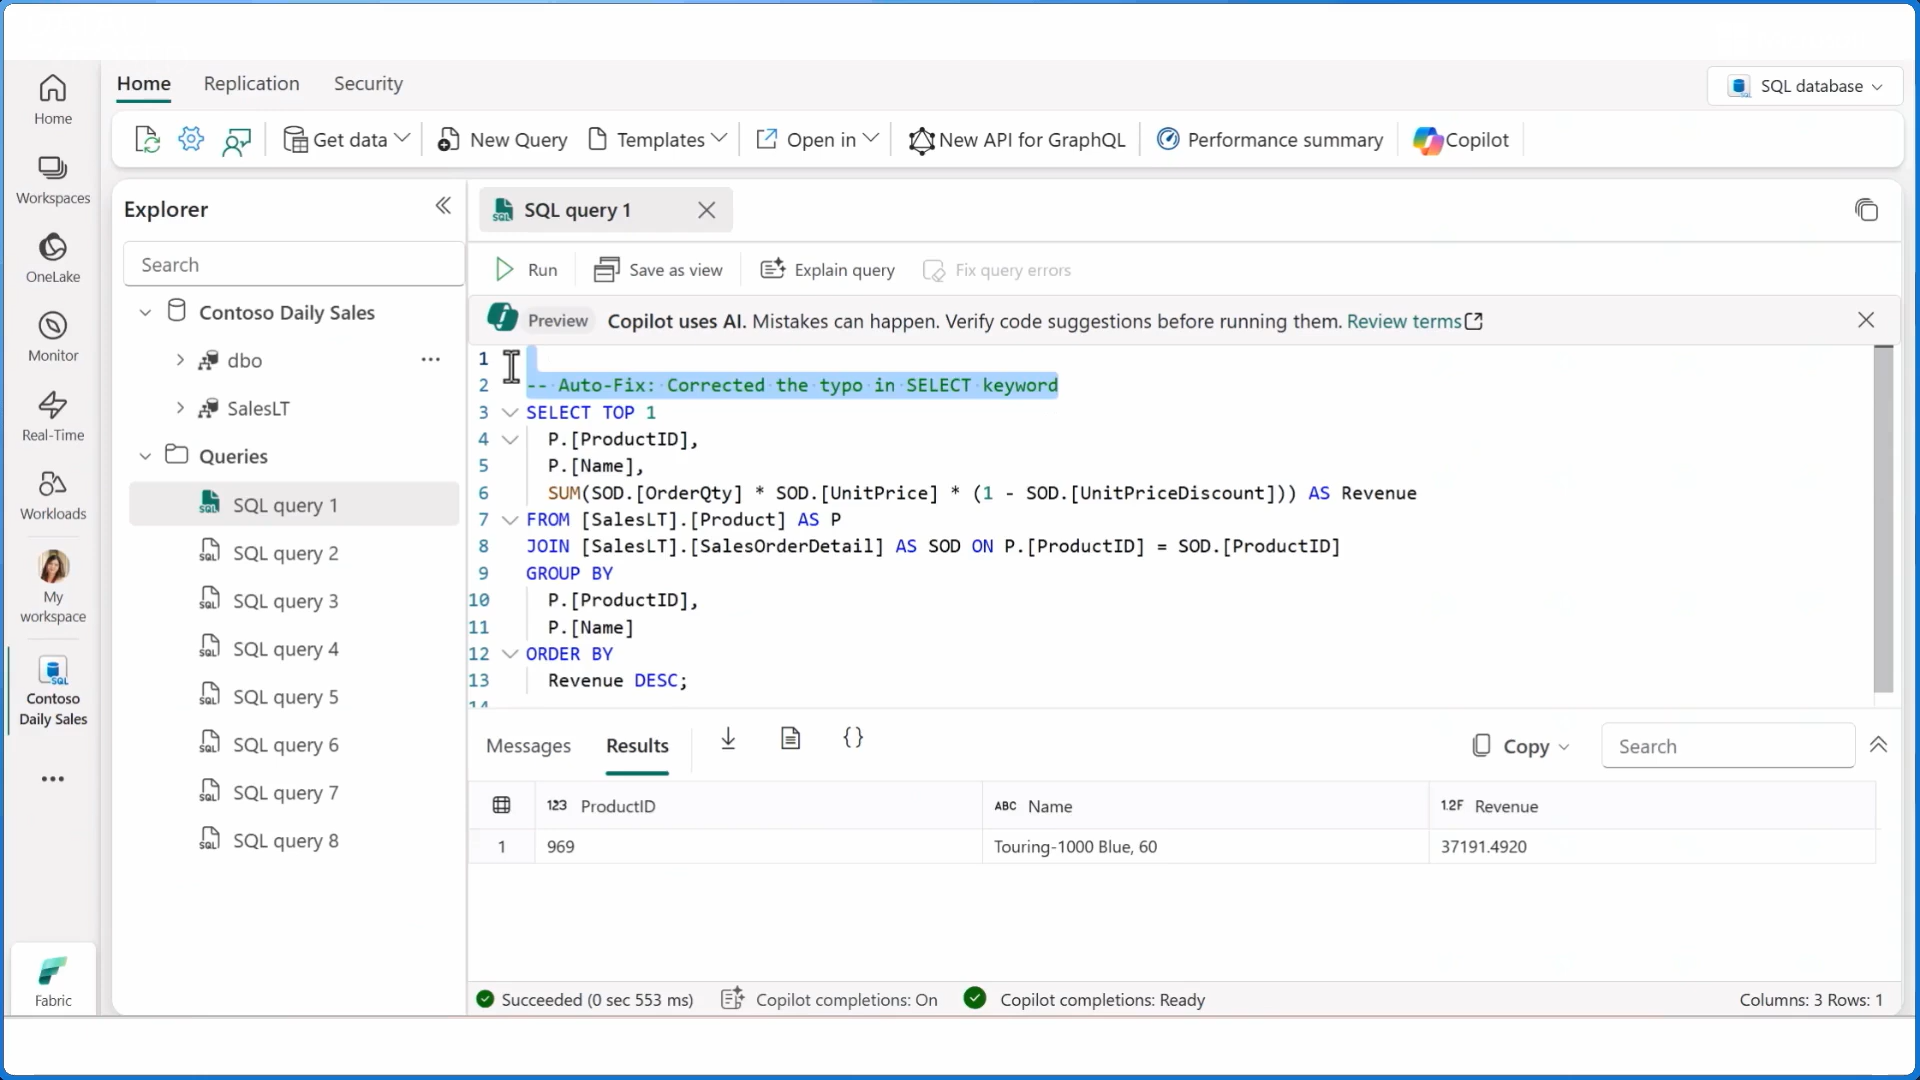 Home Replication Security
SQL database
Get data New Query Templates Open in New API for GraphQL Performance summary Copilot
Home
Workspaces
OneLake
Monitor
Real-Time
Workloads
My
workspace
Contoso
Daily Sales
Fabric
Explorer
Search
Contoso Daily Sales
dbo
SalesLT
Queries
SQL query 1
SQL query 2
SQL query 3
SQL query 4
SQL query 5
SQL query 6
SQL query 7
SQL query 8
SQL query 1
Run Save as view Explain query Fix query errors
Preview Copilot uses AI. Mistakes can happen. Verify code suggestions before running them. Review terms
1
2 -- Auto-Fix: Corrected the typo in SELECT keyword
3 SELECT TOP 1
4 P.[ProductID],
5 P.[Name],
6 SUM(SOD.[OrderQty] * SOD.[UnitPrice] * (1 - SOD.[UnitPriceDiscount])) AS Revenue
7 FROM [SalesLT].[Product] AS P
8 JOIN [SalesLT].[SalesOrderDetail] AS SOD ON P.[ProductID] = SOD.[ProductID]
9 GROUP BY
10 P.[ProductID],
11 P.[Name]
12 ORDER BY
13 Revenue DESC;
14
Messages Results Copy Search
123 ProductID ABC Name 1.2F Revenue
1 969 Touring-1000 Blue, 60 37191.4920
Succeeded (0 sec 553 ms) Copilot completions: On Copilot completions: Ready Columns: 3 Rows: 1